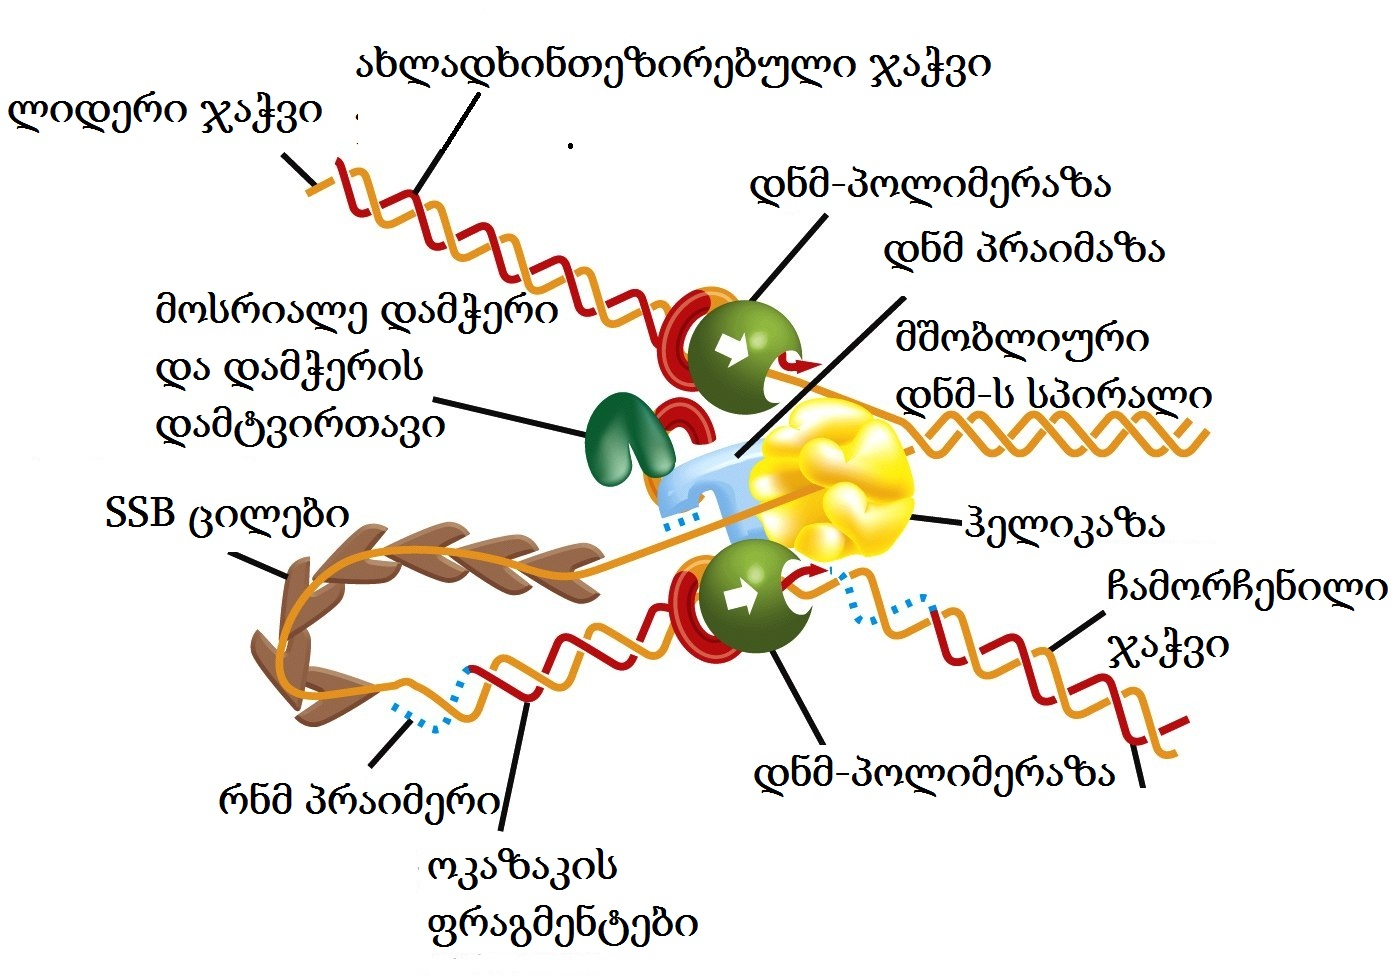 ახლადხინთეზირებული ჯაჭვი
ლიდერი ჯაჭვი
დნმ-პოლიმერაზა
დნმ პრაიმაზა
მოსრიალე დამჭერი
და დამჭერის
დამტვირთავი
მშობლიური
დნმ-ს სპირალი
SSB ცილები
ჰელიკაზა
ჩამორჩენილი
ჯაჭვი
რნმ პრაიმერი
დნმ-პოლიმერაზა
ოკაზაკის
ფრაგმენტები